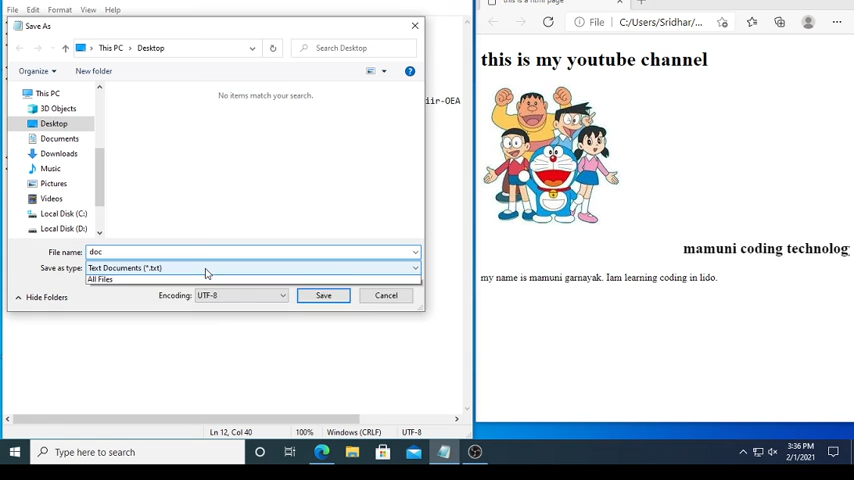 File Edit Format View Help
Save As
This PC > Desktop
Search Desktop
Organize
New folder
No items match your search.
This PC
3D Objects
Desktop
Documents
Downloads
Music
Pictures
Videos
Local Disk (C:)
Local Disk (D:)
iir-OEA
File name: doc
Save as type: Text Documents (*.txt)
All Files
Hide Folders
Encoding: UTF-8
Save
Cancel
Ln 12, Col 40
100%
Windows (CRLF)
UTF-8
this is a html page
File
C:/Users/Sridhar/...
this is my youtube channel
mamuni coding technolog
my name is mamuni garnayak. Iam learning coding in lido.
Type here to search
3:36 PM
2/1/2021